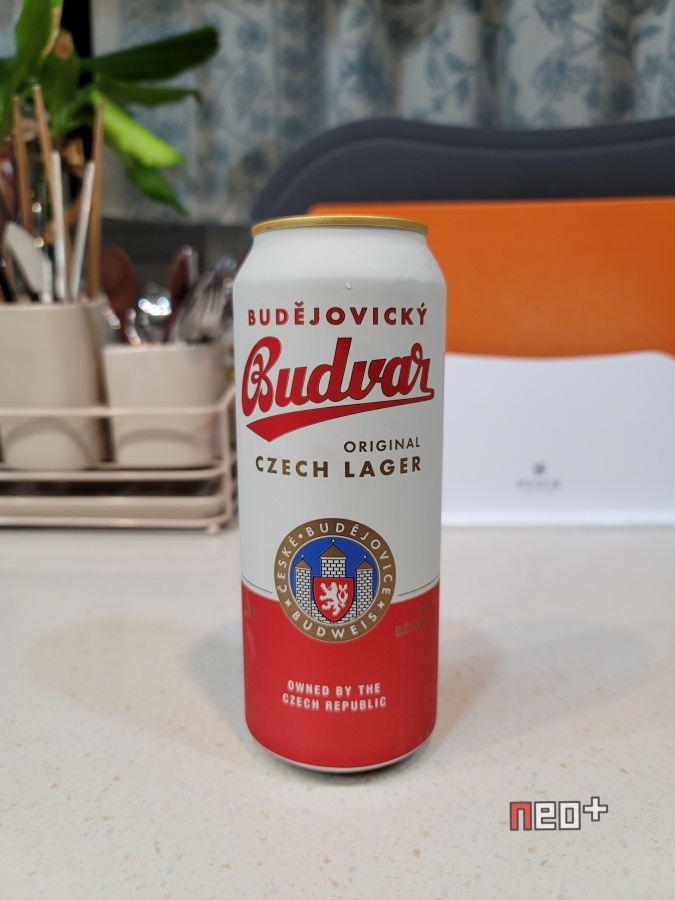 BUDĚJOVICKÝ
Budvar
ORIGINAL
CZECH LAGER
ČESKÉ • BUDĚJOVICE
• BUDWEIS •
OWNED BY THE
CZECH REPUBLIC
neo+